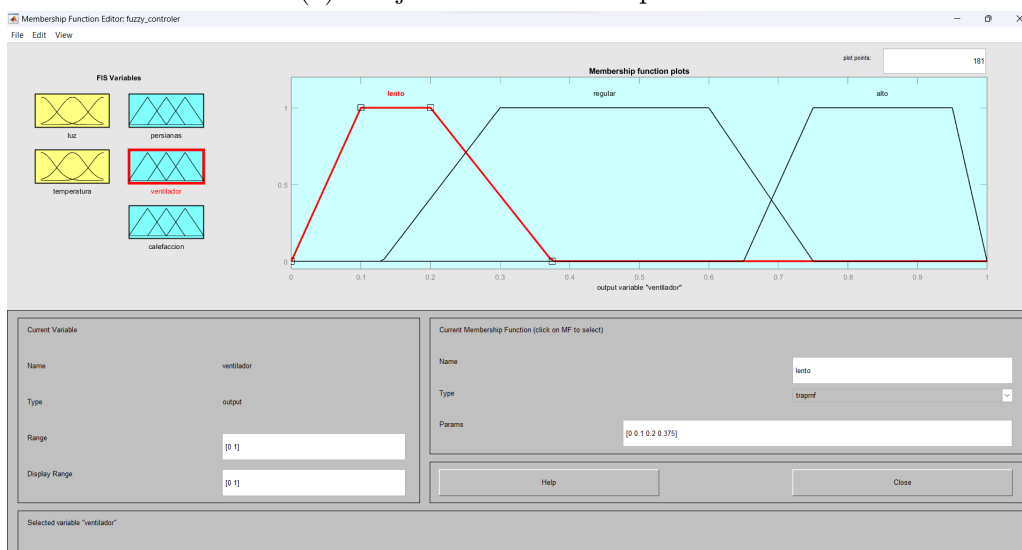 Membership Function Editor: fuzzy_controler
File Edit View
plot points:
181
FIS Variables
luz
persianas
temperatura
ventilador
calefaccion
Membership function plots
lento
regular
alto
1
0.5
0
0 0.1 0.2 0.3 0.4 0.5 0.6 0.7 0.8 0.9 1
output variable "ventilador"
Current Variable
Name ventilador
Type output
Range [0 1]
Display Range [0 1]
Current Membership Function (click on MF to select)
Name lento
Type trapmf
Params [0 0.1 0.2 0.375]
Help
Close
Selected variable "ventilador"